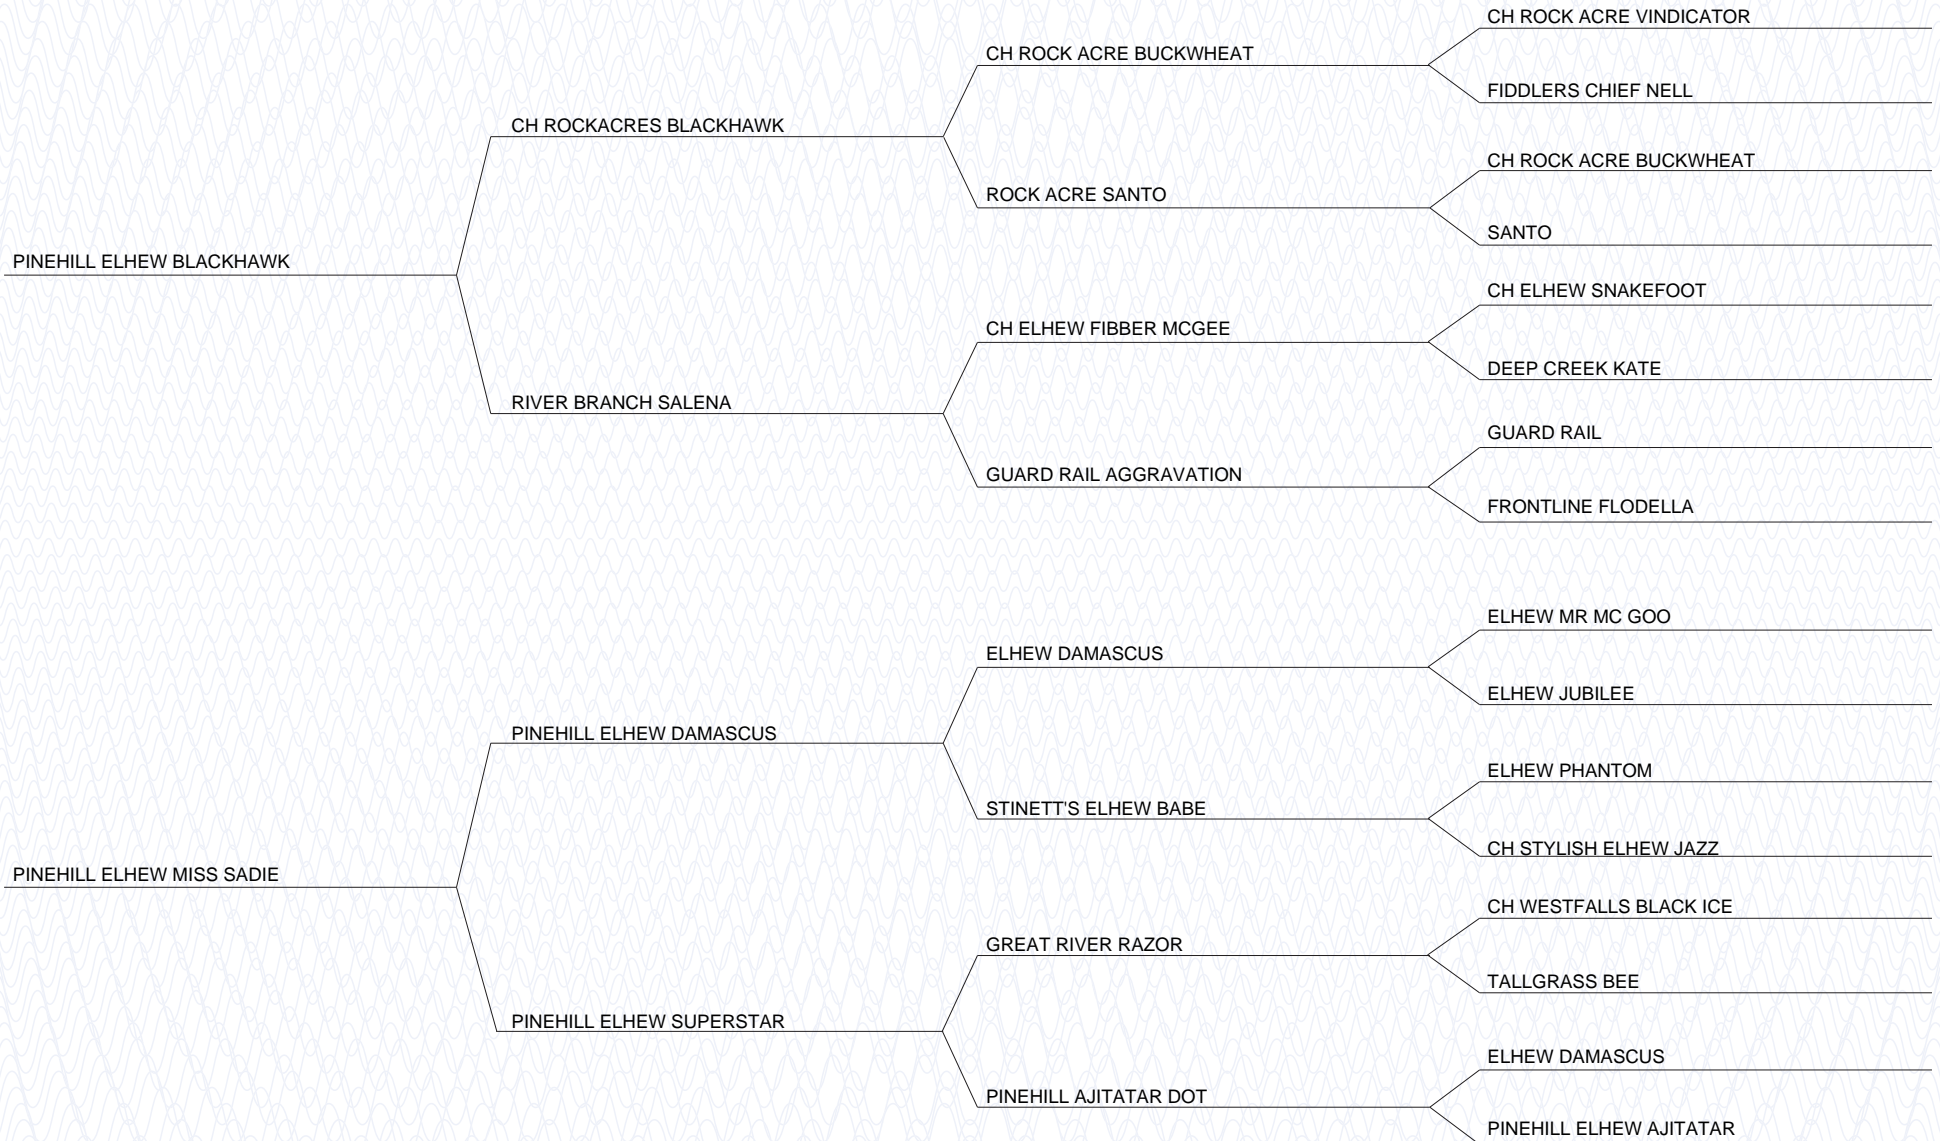 CH ROCK ACRE VINDICATOR
CH ROCK ACRE BUCKWHEAT
FIDDLERS CHIEF NELL
CH ROCKACRES BLACKHAWK
CH ROCK ACRE BUCKWHEAT
ROCK ACRE SANTO
SANTO
PINEHILL ELHEW BLACKHAWK
CH ELHEW SNAKEFOOT
CH ELHEW FIBBER MCGEE
DEEP CREEK KATE
RIVER BRANCH SALENA
GUARD RAIL
GUARD RAIL AGGRAVATION
FRONTLINE FLODELLA
ELHEW MR MC GOO
ELHEW DAMASCUS
ELHEW JUBILEE
PINEHILL ELHEW DAMASCUS
ELHEW PHANTOM
STINETT'S ELHEW BABE
CH STYLISH ELHEW JAZZ
PINEHILL ELHEW MISS SADIE
CH WESTFALLS BLACK ICE
GREAT RIVER RAZOR
TALLGRASS BEE
PINEHILL ELHEW SUPERSTAR
ELHEW DAMASCUS
PINEHILL AJITATAR DOT
PINEHILL ELHEW AJITATAR